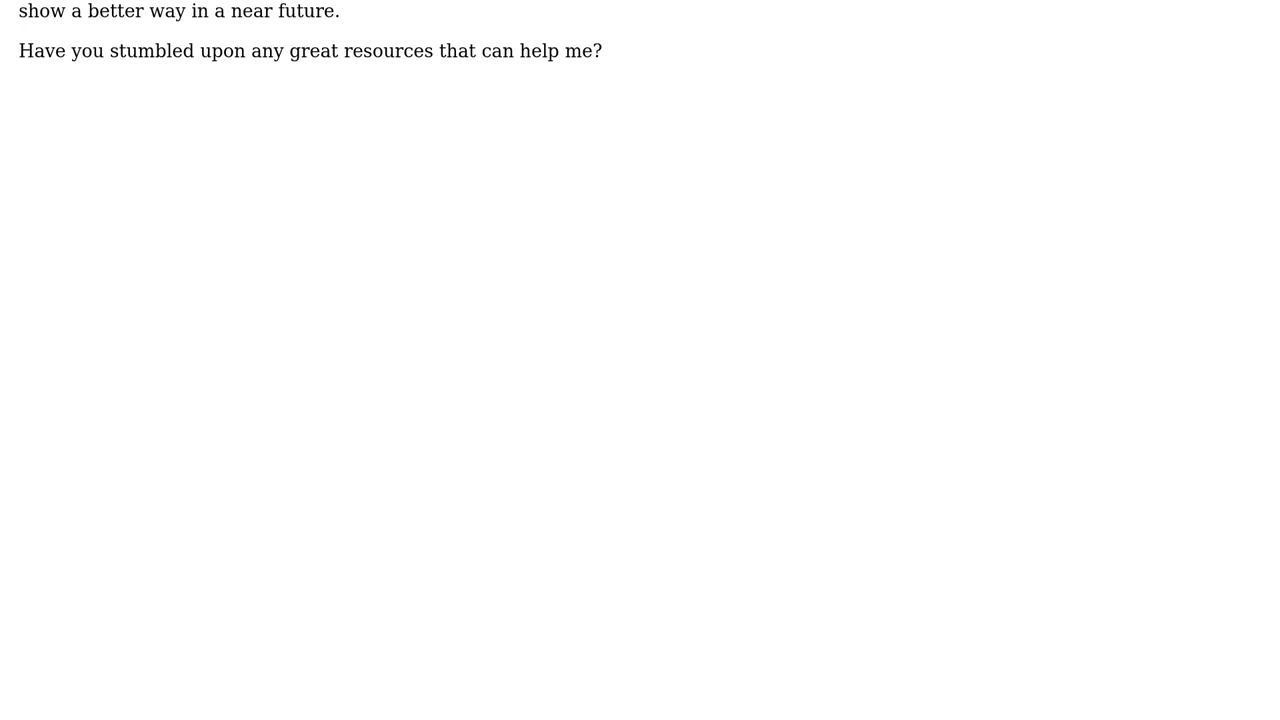 show a better way in a near future.
Have you stumbled upon any great resources that can help me?